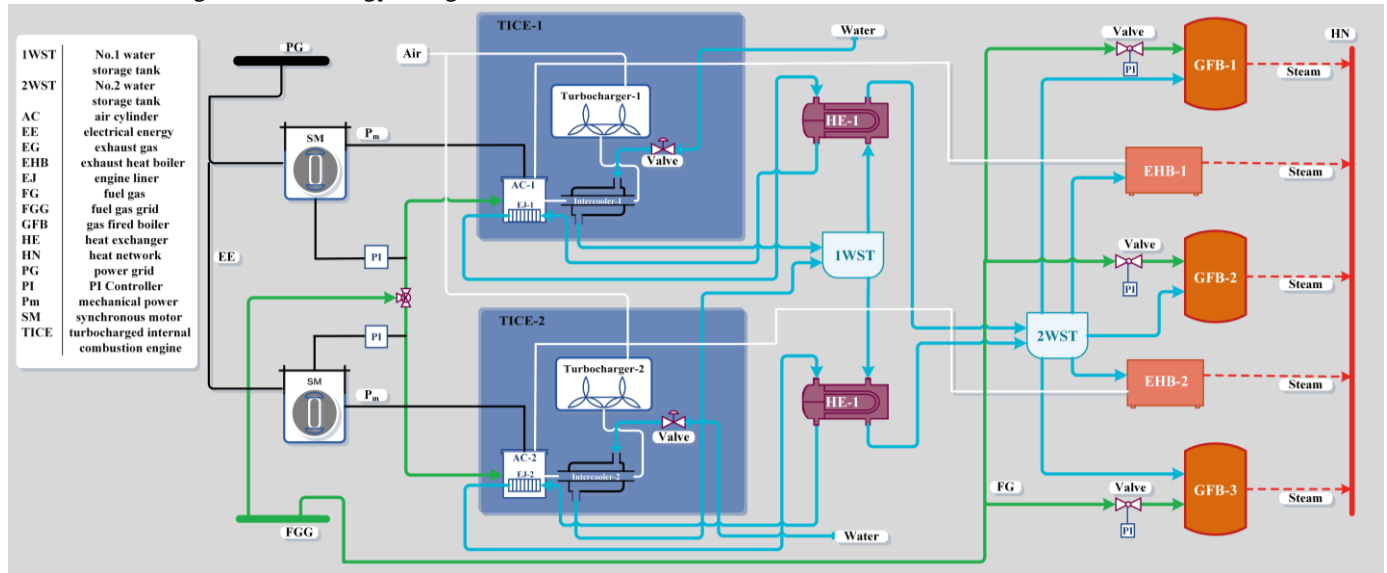 1WST No.1 water
storage tank
2WST No.2 water
storage tank
AC air cylinder
EE electrical energy
EG exhaust gas
EHB exhaust heat boiler
EJ engine liner
FG fuel gas
FGG fuel gas grid
GFB gas fired boiler
HE heat exchanger
HN heat network
PG power grid
PI PI Controller
Pm mechanical power
SM synchronous motor
TICE turbocharged internal
combustion engine
PG
SM
Pm
PI
EE
PI
SM
Pm
FGG
Air
TICE-1
Turbocharger-1
Valve
AC-1
EJ-1
Intercooler-1
Water
HE-1
1WST
TICE-2
Turbocharger-2
Valve
AC-2
EJ-2
Intercooler-2
HE-1
Water
2WST
FG
Valve
PI
GFB-1
Steam
HN
EHB-1
Steam
Valve
PI
GFB-2
Steam
EHB-2
Steam
Valve
PI
GFB-3
Steam